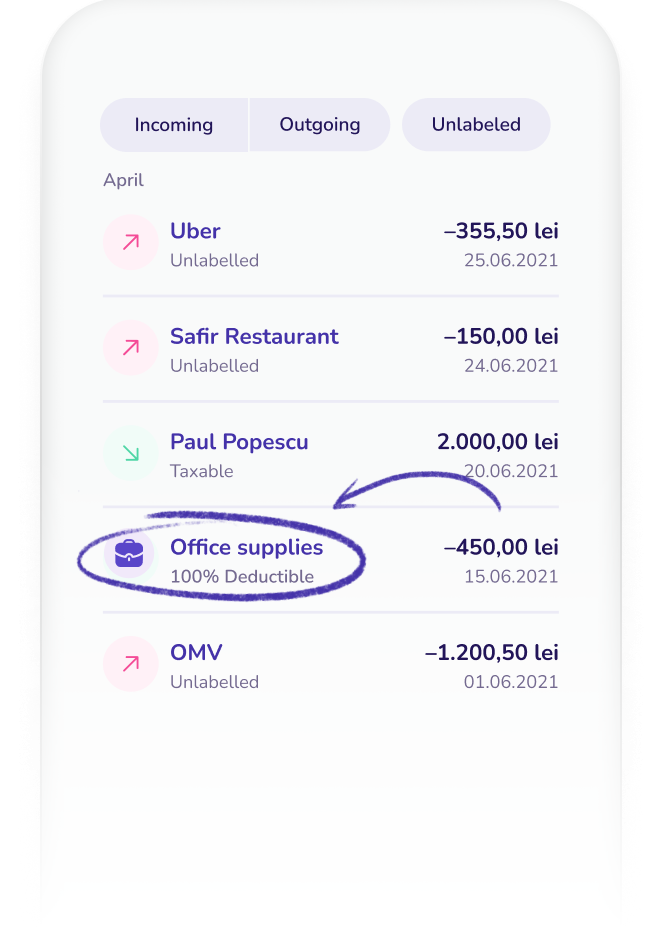 Incoming Outgoing Unlabeled
April
Uber –355,50 lei
Unlabelled 25.06.2021
Safir Restaurant –150,00 lei
Unlabelled 24.06.2021
Paul Popescu 2.000,00 lei
Taxable 20.06.2021
Office supplies –450,00 lei
100% Deductible 15.06.2021
OMV –1.200,50 lei
Unlabelled 01.06.2021